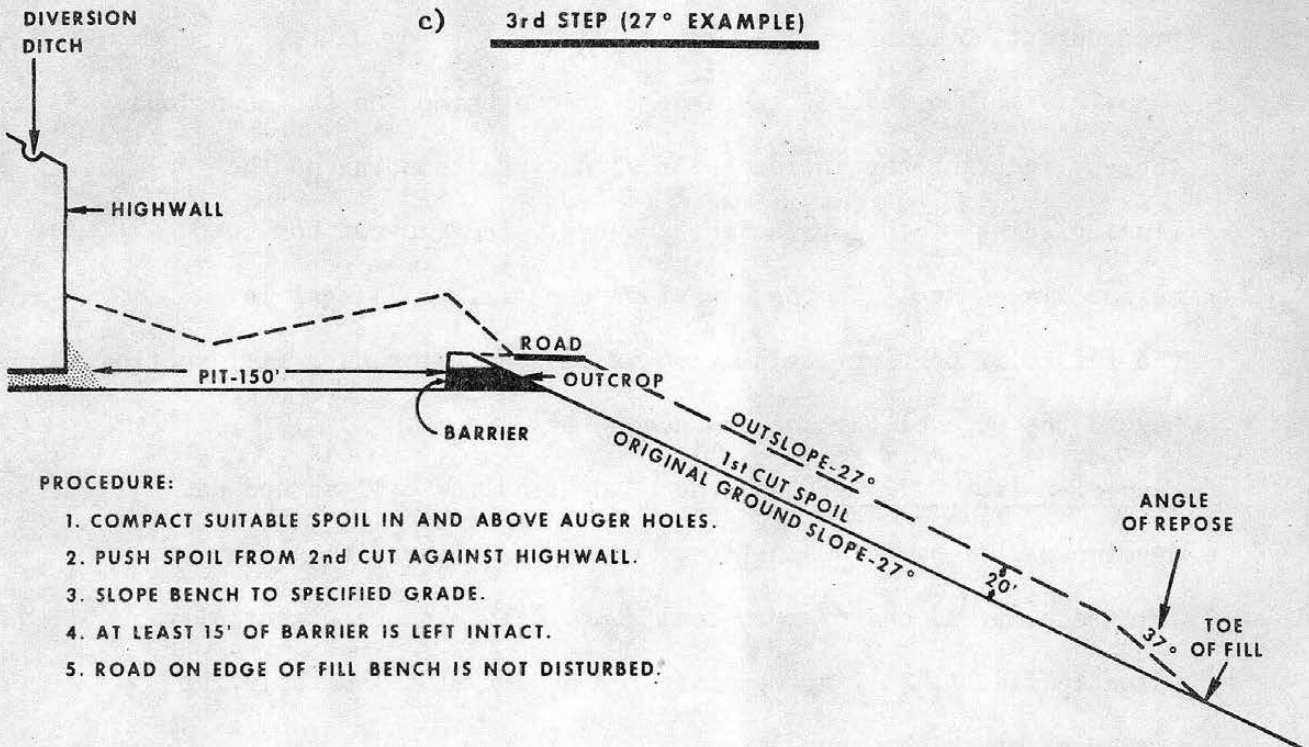 DIVERSION
DITCH
c) 3rd STEP (27° EXAMPLE)
HIGHWALL
ROAD
PIT-150'
OUTCROP
BARRIER
OUTSLOPE-27°
1st CUT SPOIL
ORIGINAL GROUND SLOPE-27°
20'
ANGLE
OF REPOSE
37°
TOE
OF FILL
PROCEDURE:
1. COMPACT SUITABLE SPOIL IN AND ABOVE AUGER HOLES.
2. PUSH SPOIL FROM 2nd CUT AGAINST HIGHWALL.
3. SLOPE BENCH TO SPECIFIED GRADE.
4. AT LEAST 15' OF BARRIER IS LEFT INTACT.
5. ROAD ON EDGE OF FILL BENCH IS NOT DISTURBED.